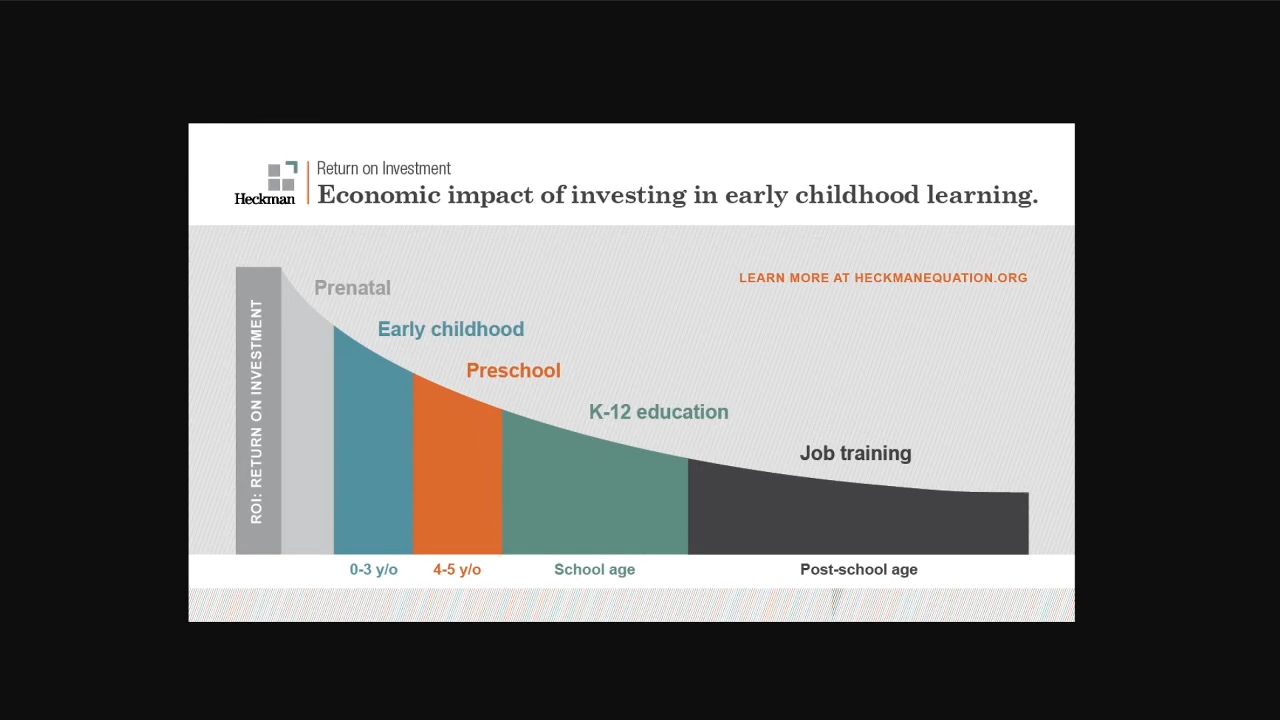 Heckman
Return on Investment
Economic impact of investing in early childhood learning.
LEARN MORE AT HECKMANEQUATION.ORG
ROI: RETURN ON INVESTMENT
Prenatal
Early childhood
Preschool
K-12 education
Job training
0-3 y/o
4-5 y/o
School age
Post-school age